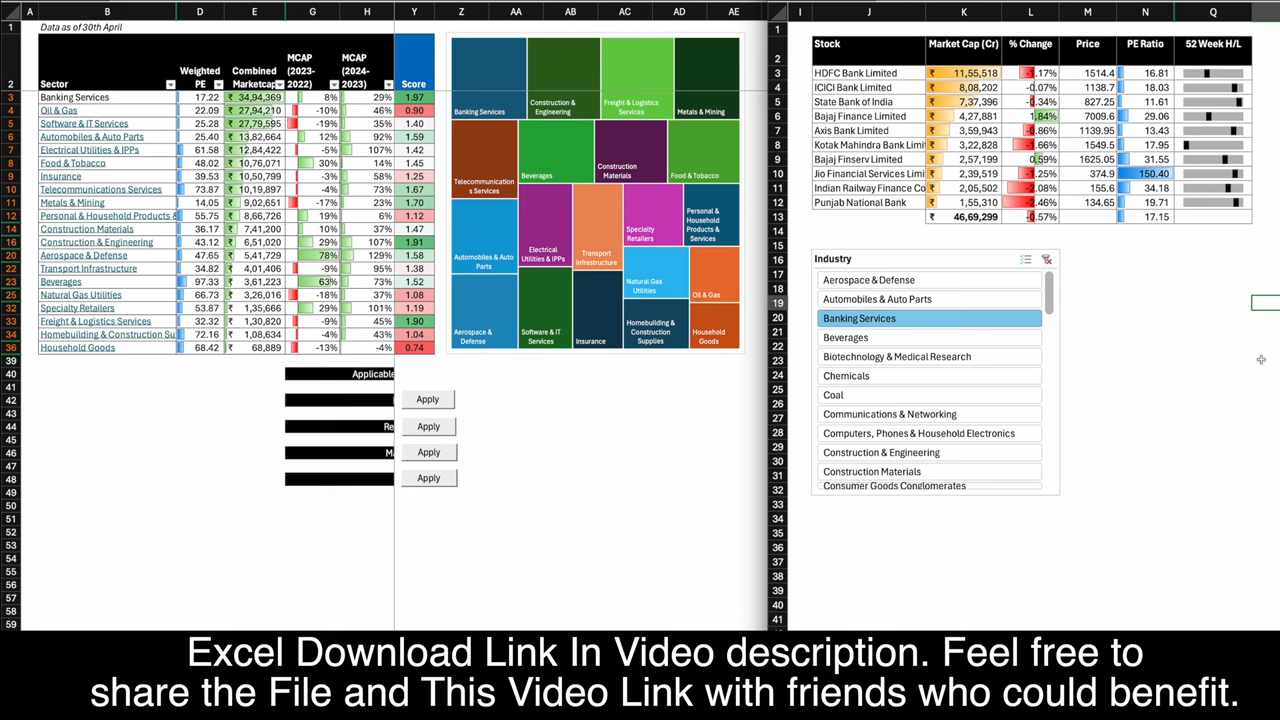 A B D E G H Y Z AA AB AC AD AE
Data as of 30th April
Sector Weighted PE Combined Marketcap MCAP (2023-2022) MCAP (2024-2023) Score
Banking Services 17.22 ₹ 34,94,369 8% 29% 1.97
Oil & Gas 22.09 ₹ 27,94,210 -10% 46% 0.90
Software & IT Services 25.28 ₹ 27,79,595 -19% 35% 1.40
Automobiles & Auto Parts 25.40 ₹ 13,82,664 12% 92% 1.59
Electrical Utilities & IPPs 61.58 ₹ 12,84,422 -5% 107% 1.42
Food & Tobacco 48.02 ₹ 10,76,071 30% 14% 1.45
Insurance 39.93 ₹ 10,50,799 -3% 58% 1.25
Telecommunications Services 73.87 ₹ 10,19,897 -4% 73% 1.67
Metals & Mining 14.05 ₹ 9,02,651 -17% 23% 1.70
Personal & Household Products & 55.75 ₹ 8,66,726 19% 6% 1.12
Construction Materials 36.17 ₹ 7,41,200 10% 37% 1.47
Construction & Engineering 43.12 ₹ 6,51,020 29% 107% 1.91
Aerospace & Defense 47.65 ₹ 5,41,729 78% 129% 1.58
Transport Infrastructure 34.82 ₹ 4,01,406 -9% 95% 1.38
Beverages 97.33 ₹ 3,61,223 63% 73% 1.52
Natural Gas Utilities 66.73 ₹ 3,26,016 -18% 37% 1.08
Specialty Retailers 53.87 ₹ 1,35,666 29% 101% 1.19
Freight & Logistics Services 32.32 ₹ 1,30,820 -9% 45% 1.90
Homebuilding & Construction Su 72.16 ₹ 1,08,634 -4% 43% 1.04
Household Goods 68.42 ₹ 68,889 -13% -4% 0.74
Applicable
Re
Ma
Apply
Apply
Apply
Apply
Banking Services
Construction & Engineering
Freight & Logistics Services
Metals & Mining
Telecommunications Services
Beverages
Construction Materials
Food & Tobacco
Automobiles & Auto Parts
Electrical Utilities & IPPs
Transport Infrastructure
Specialty Retailers
Personal & Household Products & Services
Natural Gas Utilities
Oil & Gas
Aerospace & Defense
Software & IT Services
Insurance
Homebuilding & Construction Supplies
Household Goods
I J K L M N Q
Stock Market Cap (Cr) % Change Price PE Ratio 52 Week H/L
HDFC Bank Limited ₹ 11,55,518 -1.17% 1514.4 16.81
ICICI Bank Limited ₹ 8,08,202 -0.07% 1138.7 18.03
State Bank of India ₹ 7,37,396 -0.34% 827.25 11.81
Bajaj Finance Limited ₹ 4,27,881 1.84% 7009.6 29.06
Axis Bank Limited ₹ 3,59,943 -0.86% 1139.95 13.43
Kotak Mahindra Bank Limi ₹ 3,22,828 -1.66% 1549.5 17.95
Bajaj Finserv Limited ₹ 2,57,199 0.59% 1625.05 31.55
Jio Financial Services Limi ₹ 2,39,519 -1.25% 374.9 150.40
Indian Railway Finance Co ₹ 2,05,502 -2.08% 155.6 34.18
Punjab National Bank ₹ 1,55,310 -2.46% 134.65 19.71
₹ 46,69,299 -0.57% 17.15
Industry
Aerospace & Defense
Automobiles & Auto Parts
Banking Services
Beverages
Biotechnology & Medical Research
Chemicals
Coal
Communications & Networking
Computers, Phones & Household Electronics
Construction & Engineering
Construction Materials
Consumer Goods Conglomerates
Excel Download Link In Video description. Feel free to
share the File and This Video Link with friends who could benefit.